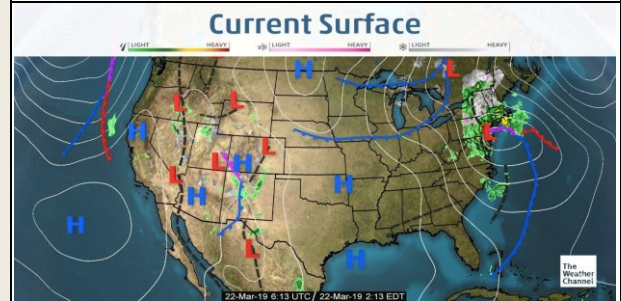 Current Surface
LIGHT HEAVY LIGHT HEAVY LIGHT HEAVY
L
H
L L
H
L
L H
L
H
L
H
H
L
H
The
Weather
Channel
22-Mar-19 6:13 UTC / 22-Mar-19 2:13 EDT